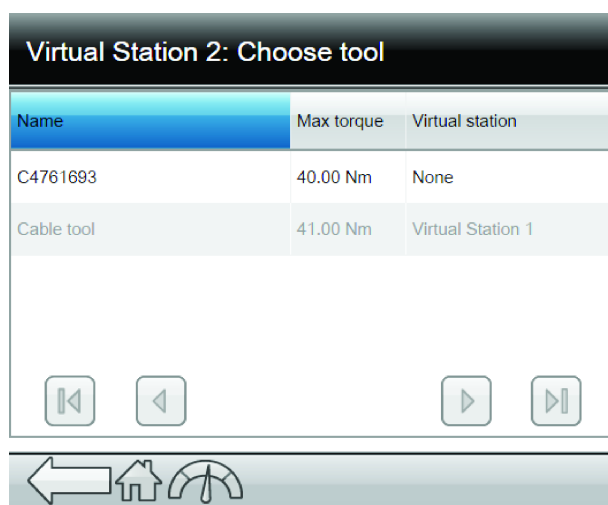 Virtual Station 2: Choose tool
Name Max torque Virtual station
C4761693 40.00 Nm None
Cable tool 41.00 Nm Virtual Station 1